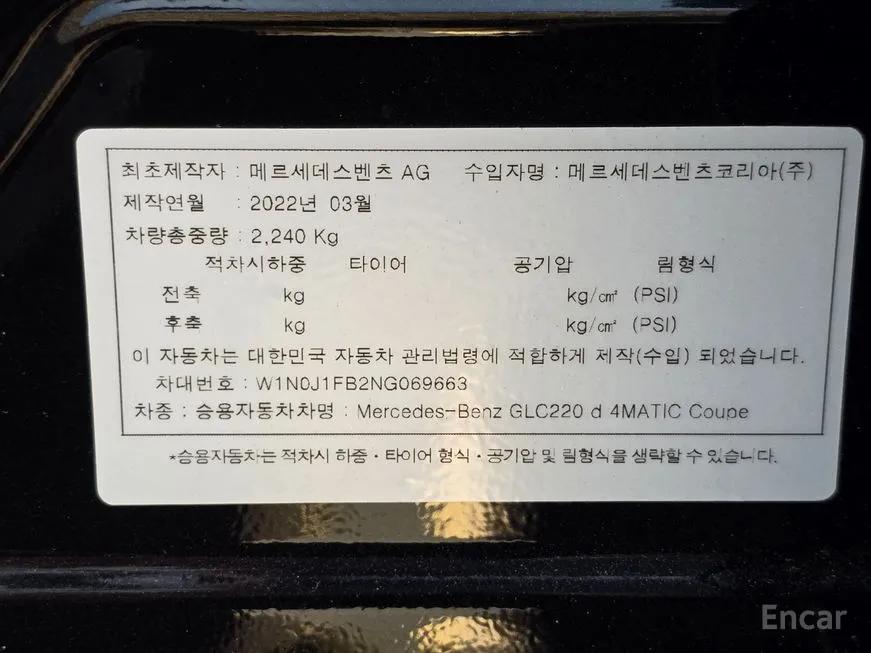 최초제작자 : 메르세데스벤츠 AG 수입자명 : 메르세데스벤츠코리아(주)
제작연월 : 2022년 03월
차량총중량 : 2,240 Kg
적차시하중 타이어 공기압 림형식
전축 kg kg/㎠ (PSI)
후축 kg kg/㎠ (PSI)
이 자동차는 대한민국 자동차 관리법령에 적합하게 제작(수입) 되었습니다.
차대번호 : W1N0J1FB2NG069663
차종 : 승용자동차차명 : Mercedes-Benz GLC220 d 4MATIC Coupe
*승용자동차는 적차시 하중·타이어 형식·공기압 및 림형식을 생략할 수 있습니다.
Encar